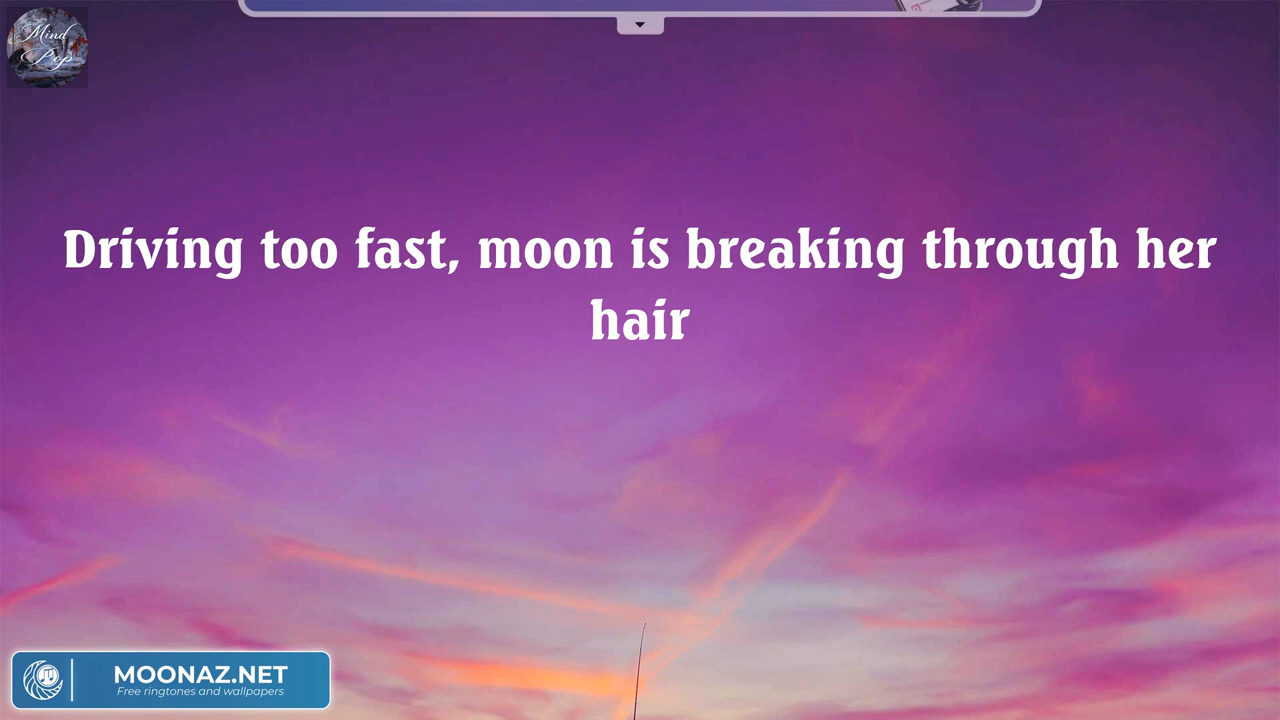 Mind
Pop
Driving too fast, moon is breaking through her
hair
MOONAZ.NET
Free ringtones and wallpapers